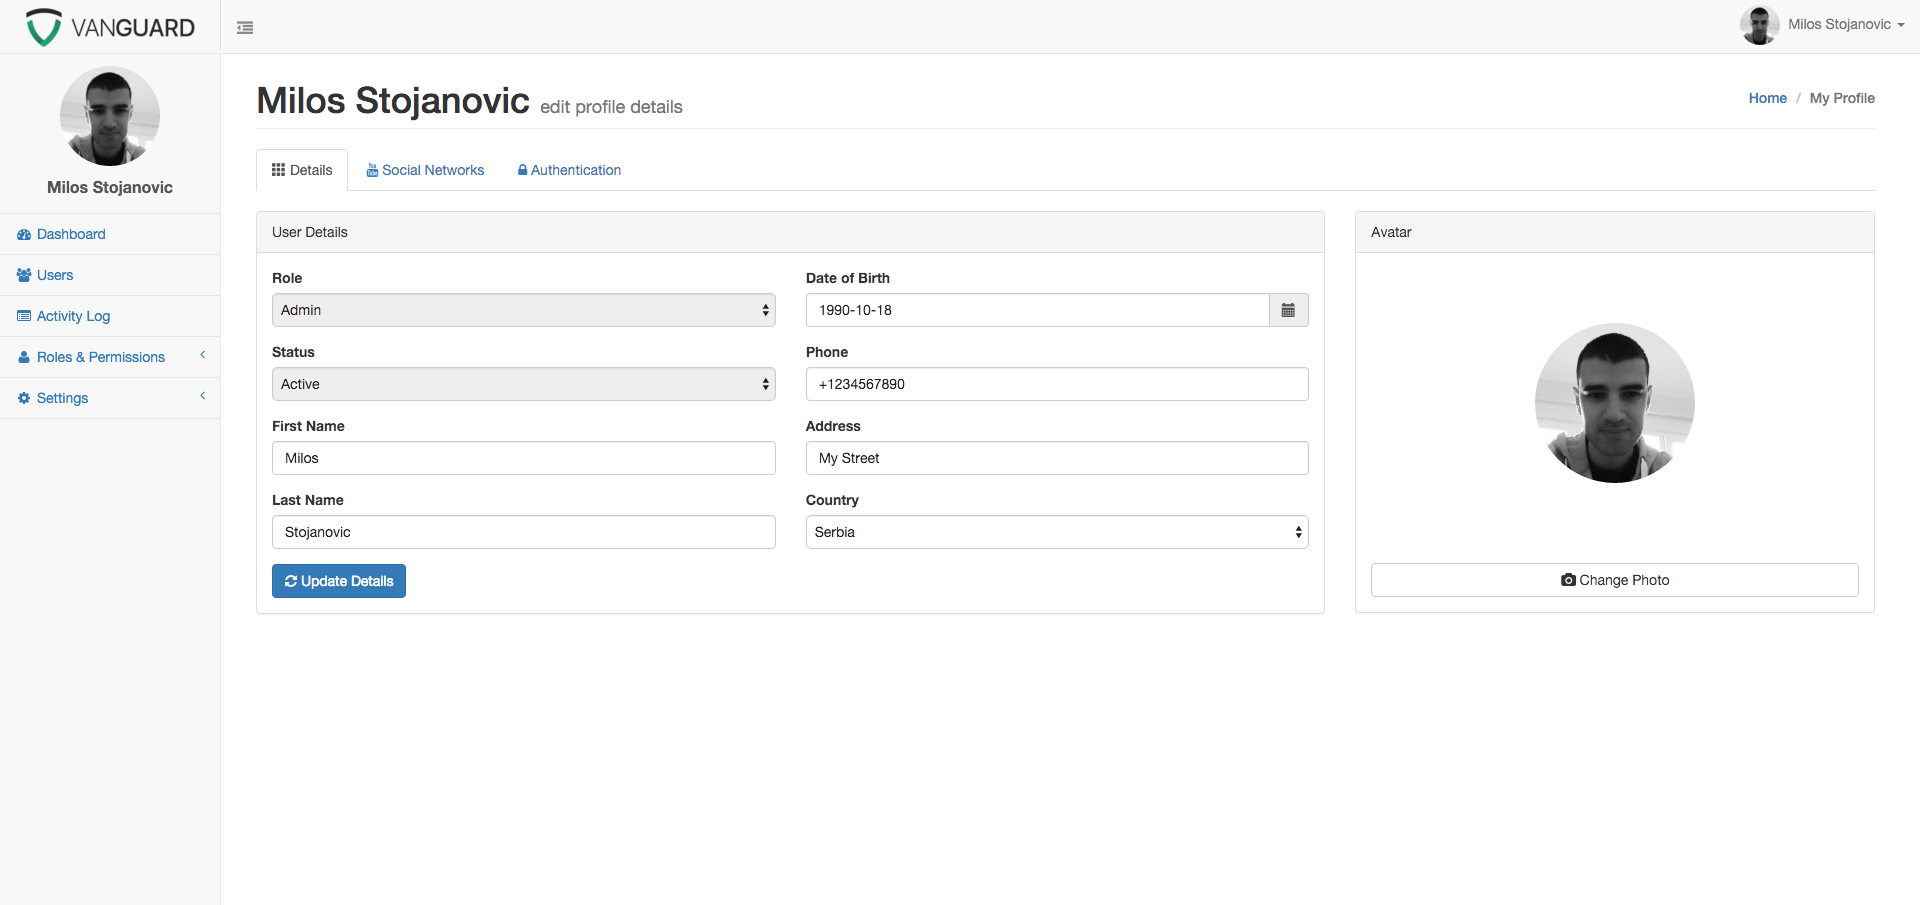 VANGUARD
Milos Stojanovic
Milos Stojanovic
Dashboard
Users
Activity Log
Roles & Permissions
Settings
Milos Stojanovic edit profile details
Home / My Profile
Details
You Tube Social Networks
Authentication
User Details
Role
Admin
Date of Birth
1990-10-18
Status
Active
Phone
+1234567890
First Name
Milos
Address
My Street
Last Name
Stojanovic
Country
Serbia
Update Details
Avatar
Change Photo